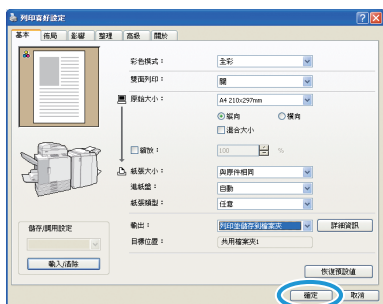 列印喜好設定
基本 佈局 影響 整理 高級 關於
彩色模式： 全彩
雙面列印： 關
原始大小： A4 210x297mm
縱向 橫向
混合大小
縮放： 100 %
紙張大小： 與原件相同
進紙盤： 自動
紙張類型： 任意
儲存/調用設定
輸入/清除
輸出： 列印並儲存到檔案夾 詳細資訊
目標位置： 共用檔案夾1
恢復預設值
確定 取消